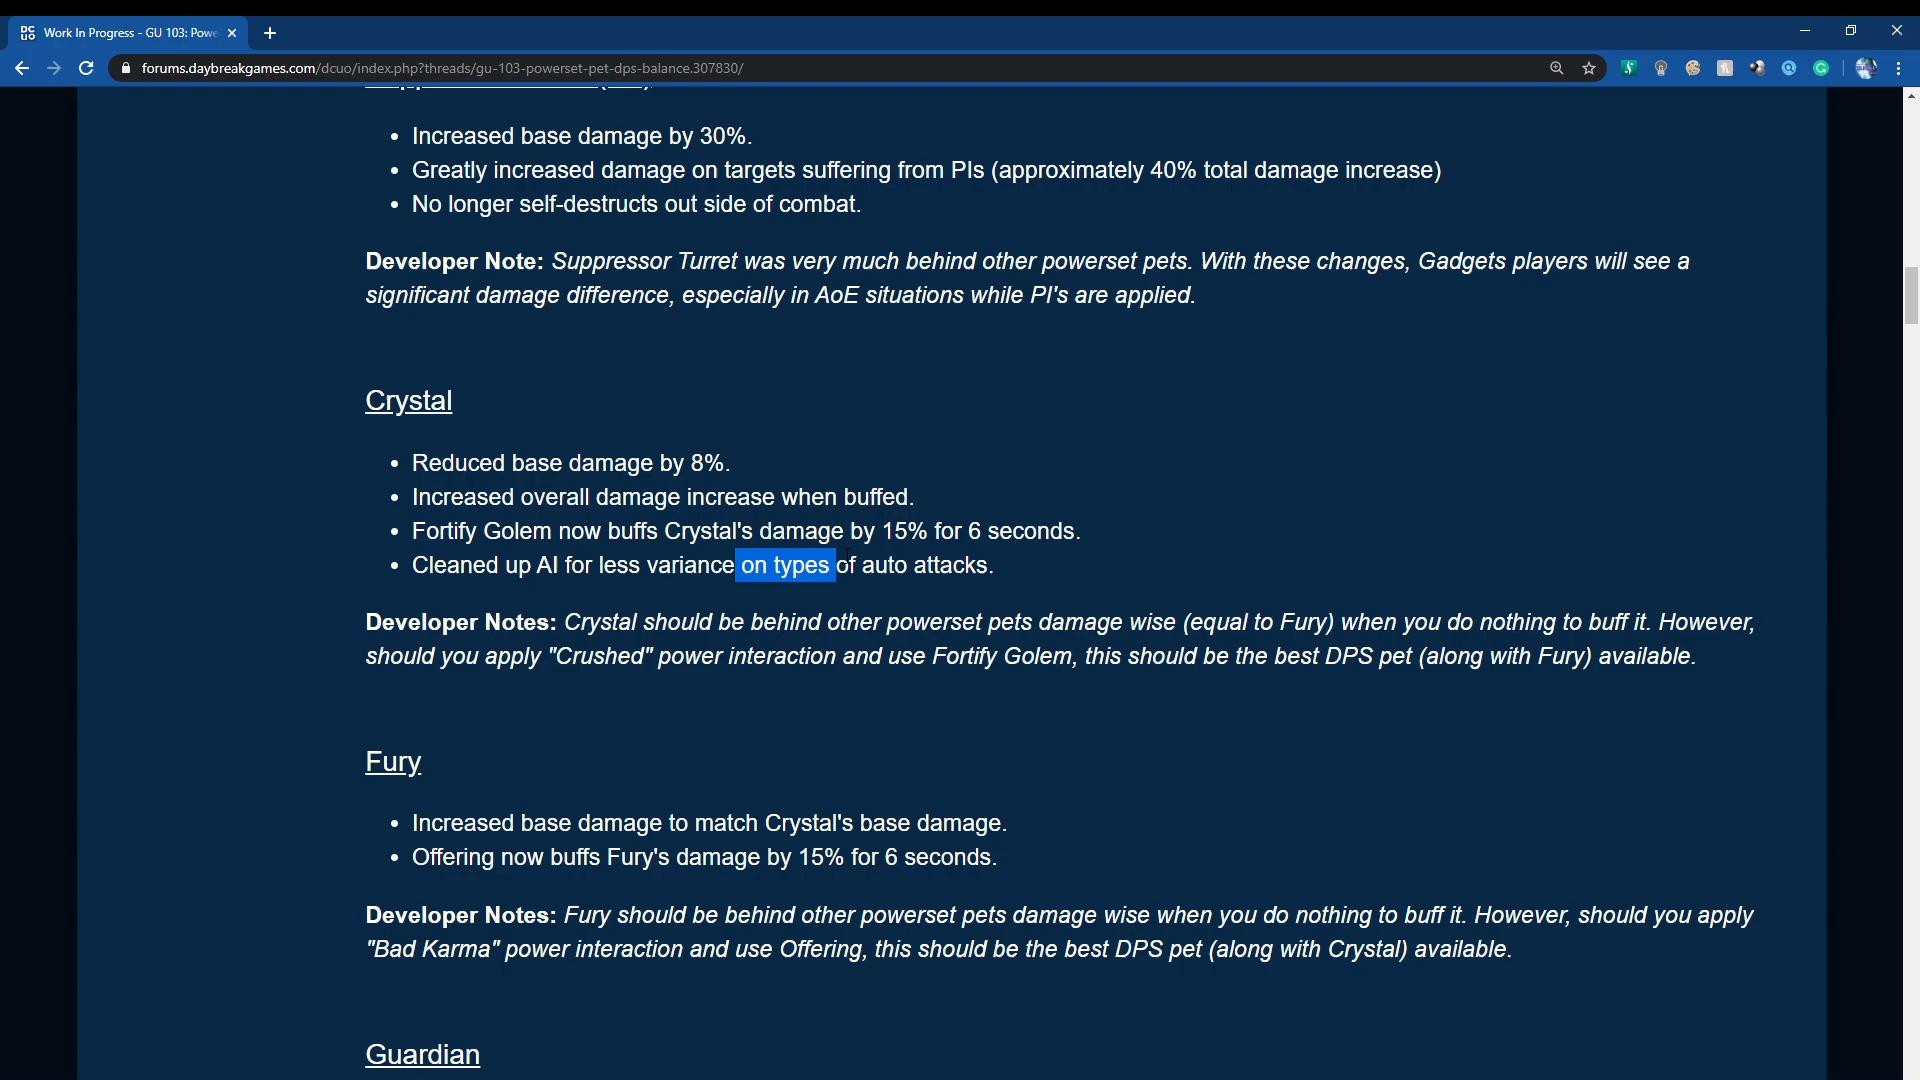 DC
UO
Work In Progress - GU 103: Powe
forums.daybreakgames.com/dcuo/index.php?threads/gu-103-powerset-pet-dps-balance.307830/
• Increased base damage by 30%.
• Greatly increased damage on targets suffering from PIs (approximately 40% total damage increase)
• No longer self-destructs out side of combat.
Developer Note: Suppressor Turret was very much behind other powerset pets. With these changes, Gadgets players will see a
significant damage difference, especially in AoE situations while PI's are applied.
Crystal
• Reduced base damage by 8%.
• Increased overall damage increase when buffed.
• Fortify Golem now buffs Crystal's damage by 15% for 6 seconds.
• Cleaned up AI for less variance on types of auto attacks.
Developer Notes: Crystal should be behind other powerset pets damage wise (equal to Fury) when you do nothing to buff it. However,
should you apply "Crushed" power interaction and use Fortify Golem, this should be the best DPS pet (along with Fury) available.
Fury
• Increased base damage to match Crystal's base damage.
• Offering now buffs Fury's damage by 15% for 6 seconds.
Developer Notes: Fury should be behind other powerset pets damage wise when you do nothing to buff it. However, should you apply
"Bad Karma" power interaction and use Offering, this should be the best DPS pet (along with Crystal) available.
Guardian